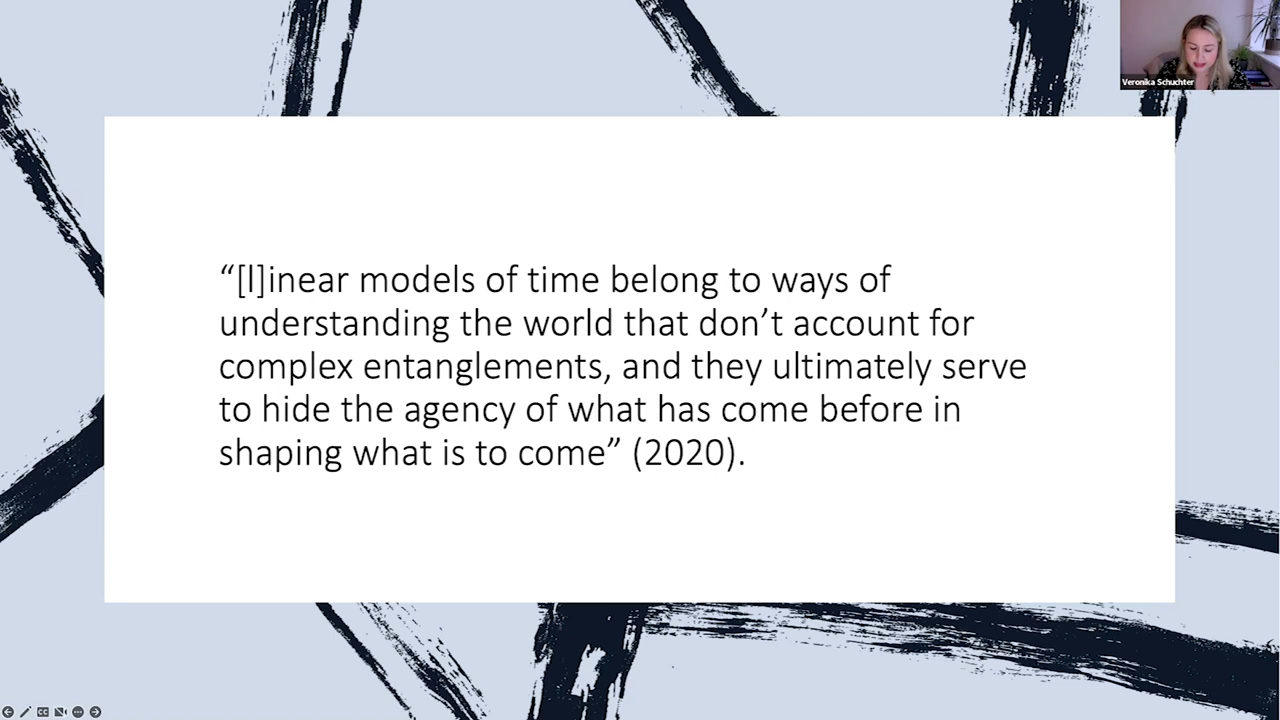 Veronika Schuchter
“[l]inear models of time belong to ways of
understanding the world that don’t account for
complex entanglements, and they ultimately serve
to hide the agency of what has come before in
shaping what is to come” (2020).